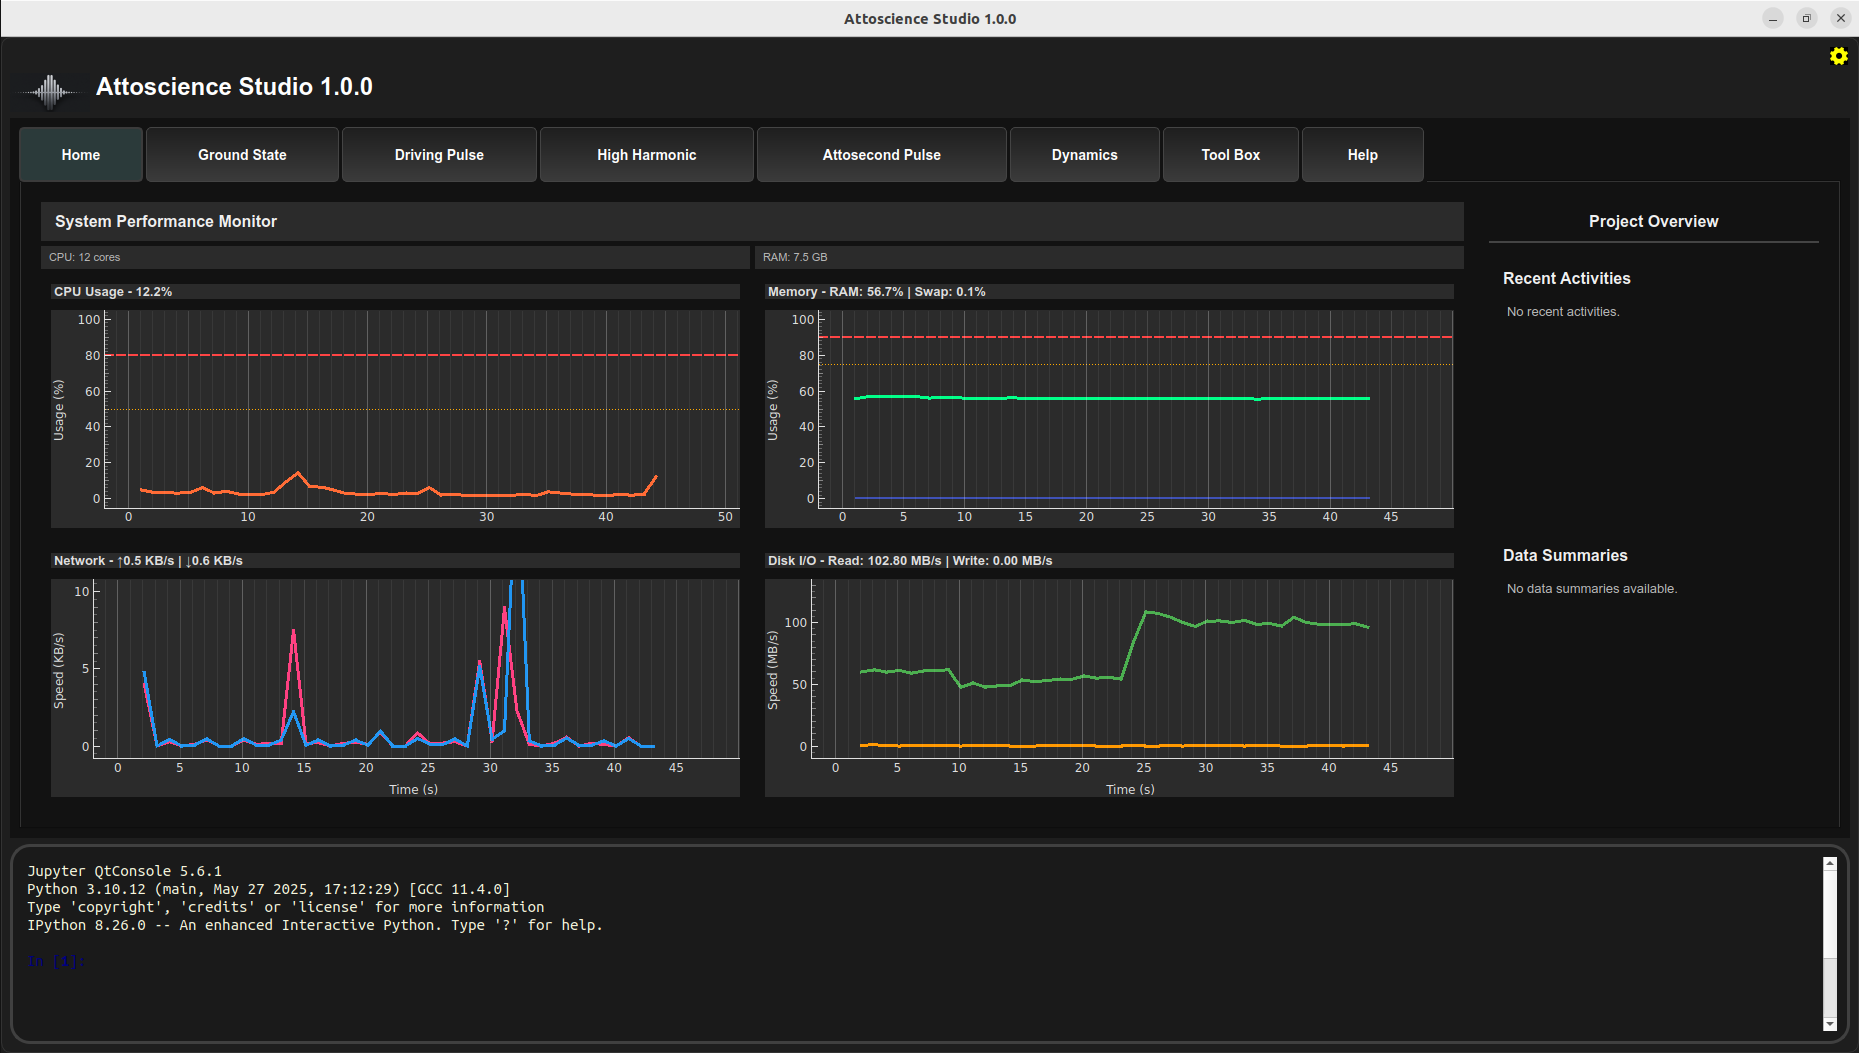 Attoscience Studio 1.0.0
Attoscience Studio 1.0.0
Home
Ground State
Driving Pulse
High Harmonic
Attosecond Pulse
Dynamics
Tool Box
Help
System Performance Monitor
CPU: 12 cores
RAM: 7.5 GB
CPU Usage - 12.2%
100
80
60
40
20
0
Usage (%)
0 10 20 30 40 50
Memory - RAM: 56.7% | Swap: 0.1%
100
80
60
40
20
0
Usage (%)
0 5 10 15 20 25 30 35 40 45
Network - ↑0.5 KB/s | ↓0.6 KB/s
10
5
0
Speed (KB/s)
0 5 10 15 20 25 30 35 40 45
Time (s)
Disk I/O - Read: 102.80 MB/s | Write: 0.00 MB/s
100
50
0
Speed (MB/s)
0 5 10 15 20 25 30 35 40 45
Time (s)
Project Overview
Recent Activities
No recent activities.
Data Summaries
No data summaries available.
Jupyter QtConsole 5.6.1
Python 3.10.12 (main, May 27 2025, 17:12:29) [GCC 11.4.0]
Type 'copyright', 'credits' or 'license' for more information
IPython 8.26.0 -- An enhanced Interactive Python. Type '?' for help.
In [1]: